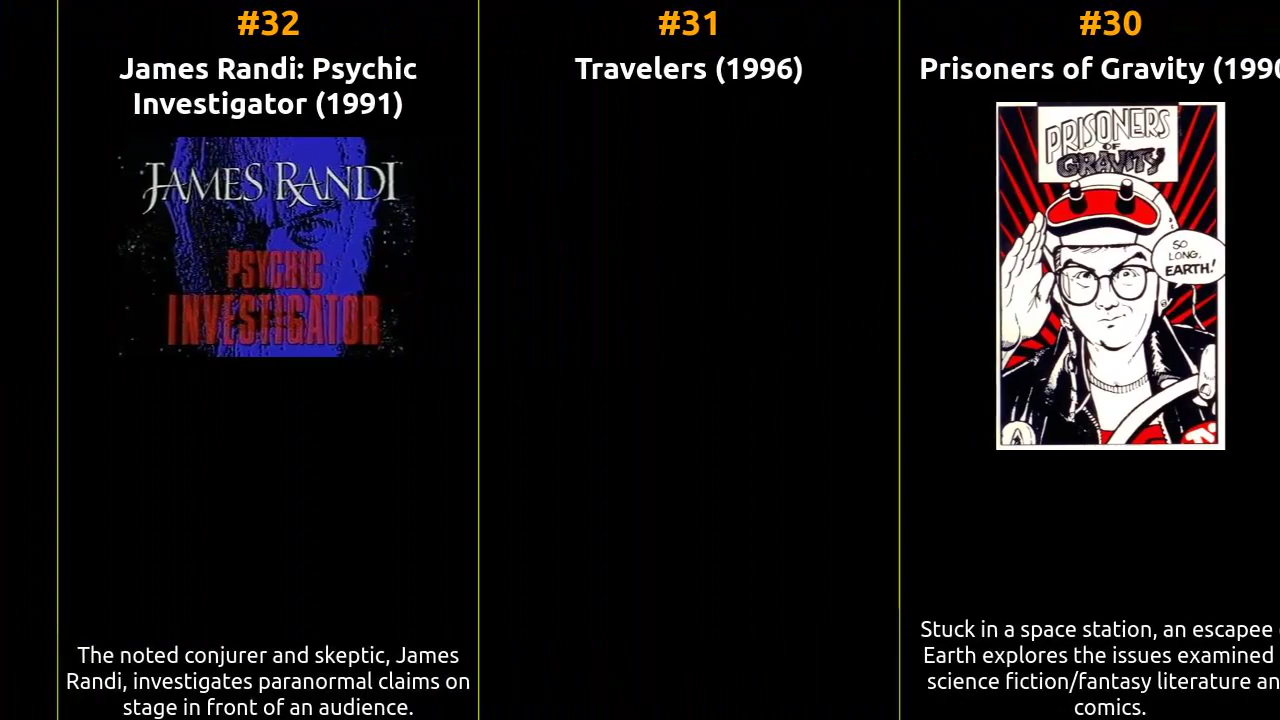 #32
James Randi: Psychic
Investigator (1991)
JAMES RANDI
PSYCHIC
INVESTIGATOR
The noted conjurer and skeptic, James
Randi, investigates paranormal claims on
stage in front of an audience.
#31
Travelers (1996)
#30
Prisoners of Gravity (199
PRISONERS
OF
GRAVITY
SO
LONG,
EARTH!
Stuck in a space station, an escapee
Earth explores the issues examined
science fiction/fantasy literature an
comics.